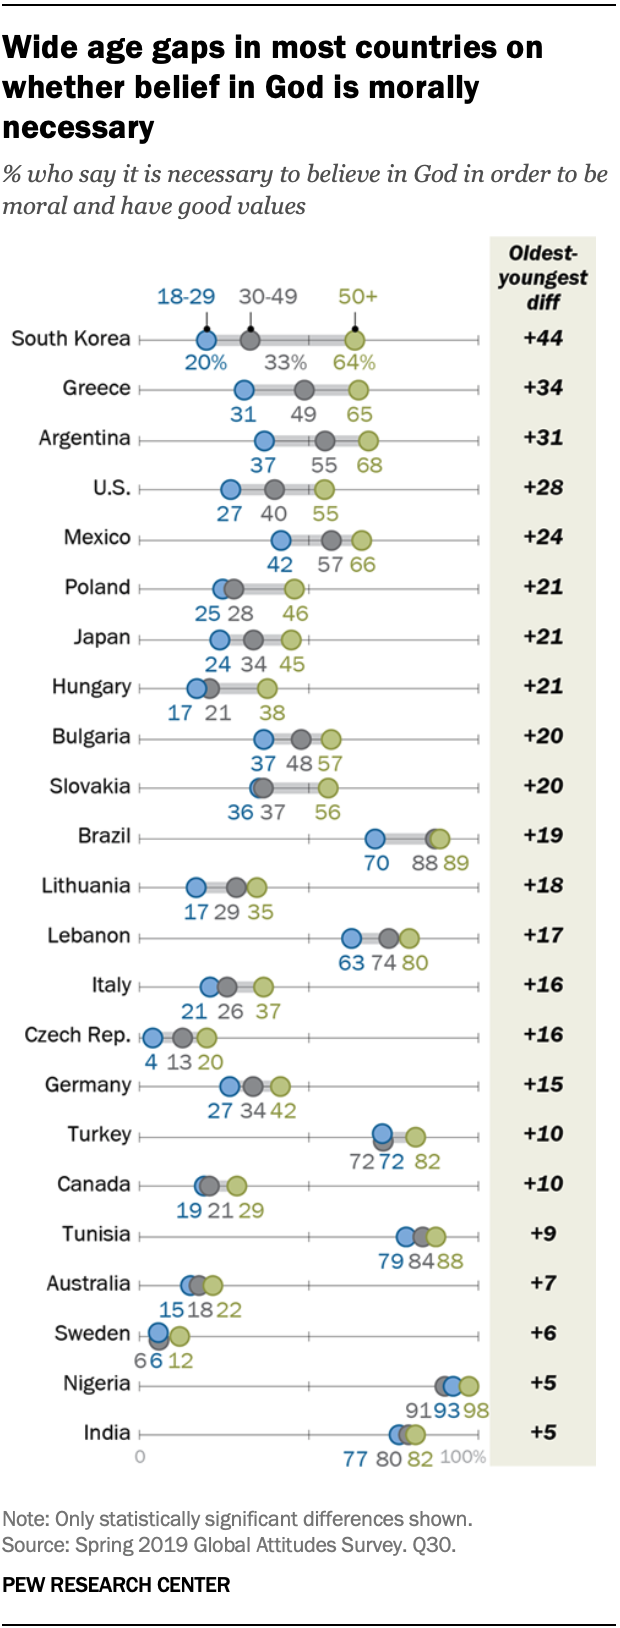 Wide age gaps in most countries on
whether belief in God is morally
necessary
% who say it is necessary to believe in God in order to be
moral and have good values
Oldest-
youngest
diff
18-29 30-49 50+
South Korea +44
20% 33% 64%
Greece +34
31 49 65
Argentina +31
37 55 68
U.S. +28
27 40 55
Mexico +24
42 57 66
Poland +21
25 28 46
Japan +21
24 34 45
Hungary +21
17 21 38
Bulgaria +20
37 48 57
Slovakia +20
36 37 56
Brazil +19
70 88 89
Lithuania +18
17 29 35
Lebanon +17
63 74 80
Italy +16
21 26 37
Czech Rep. +16
4 13 20
Germany +15
27 34 42
Turkey +10
72 72 82
Canada +10
19 21 29
Tunisia +9
79 84 88
Australia +7
15 18 22
Sweden +6
6 6 12
Nigeria +5
91 93 98
India +5
0 77 80 82 100%
Note: Only statistically significant differences shown.
Source: Spring 2019 Global Attitudes Survey. Q30.
PEW RESEARCH CENTER